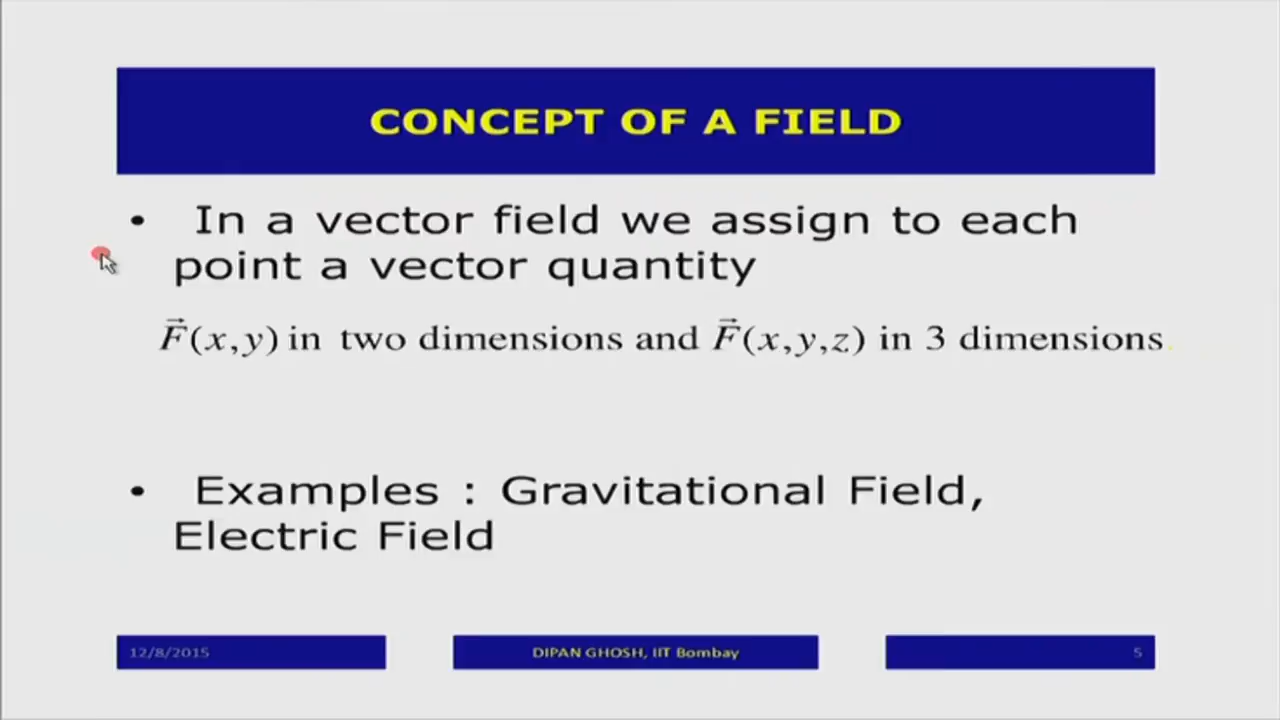 CONCEPT OF A FIELD
• In a vector field we assign to each
point a vector quantity
F⃗(x,y) in two dimensions and F⃗(x,y,z) in 3 dimensions.
• Examples : Gravitational Field,
Electric Field
12/8/2015
DIPAN GHOSH, IIT Bombay
5